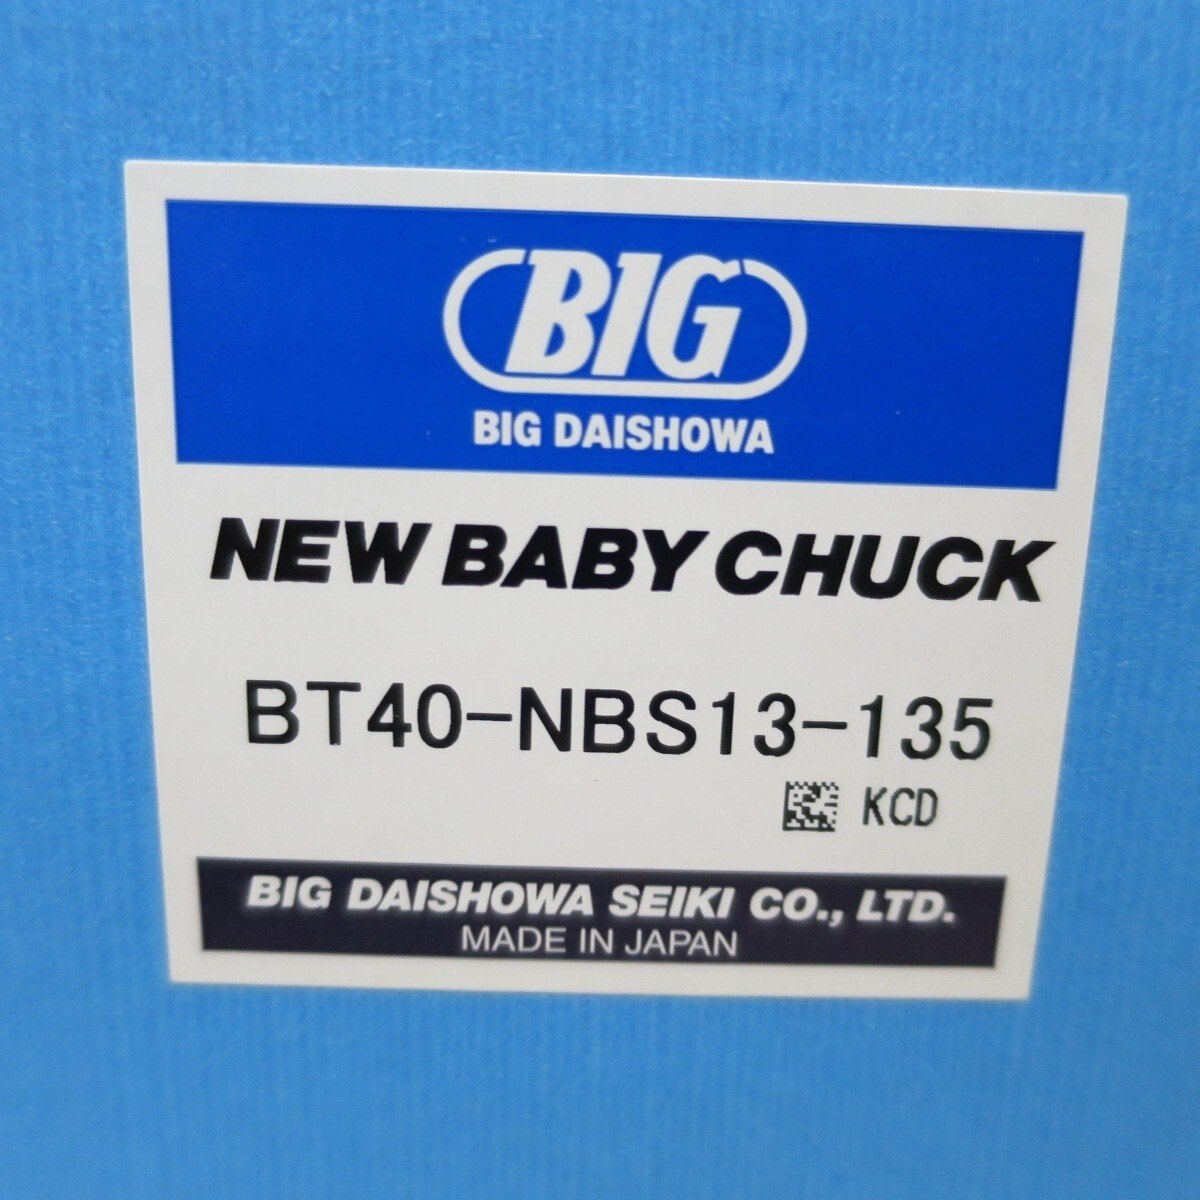 BIG
BIG DAISHOWA
NEW BABY CHUCK
BT40-NBS13-135
KCD
BIG DAISHOWA SEIKI CO., LTD.
MADE IN JAPAN